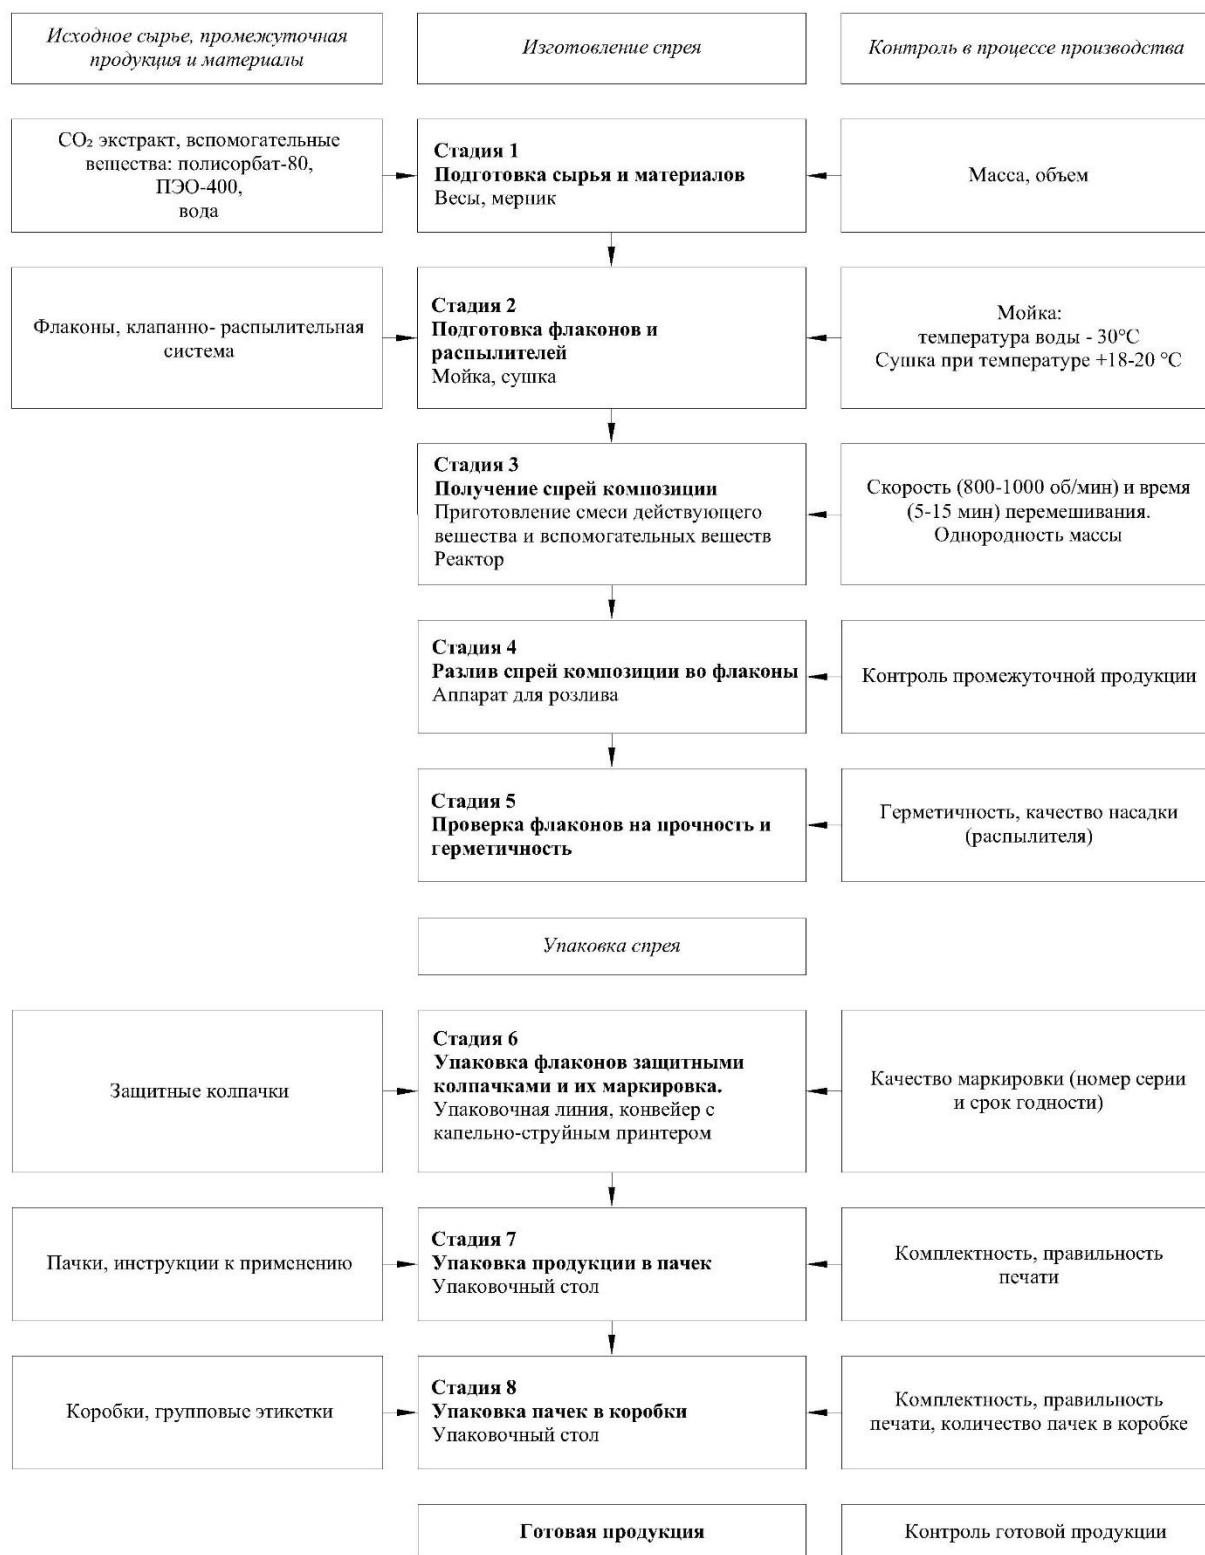 Исходное сырье, промежуточная
продукция и материалы
Изготовление спрея
Контроль в процессе производства
СО₂ экстракт, вспомогательные
вещества: полисорбат-80,
ПЭО-400,
вода
Стадия 1
Подготовка сырья и материалов
Весы, мерник
Масса, объем
Флаконы, клапанно- распылительная
система
Стадия 2
Подготовка флаконов и
распылителей
Мойка, сушка
Мойка:
температура воды - 30°С
Сушка при температуре +18-20 °С
Стадия 3
Получение спрей композиции
Приготовление смеси действующего
вещества и вспомогательных веществ
Реактор
Скорость (800-1000 об/мин) и время
(5-15 мин) перемешивания.
Однородность массы
Стадия 4
Разлив спрей композиции во флаконы
Аппарат для розлива
Контроль промежуточной продукции
Стадия 5
Проверка флаконов на прочность и
герметичность
Герметичность, качество насадки
(распылителя)
Упаковка спрея
Защитные колпачки
Стадия 6
Упаковка флаконов защитными
колпачками и их маркировка.
Упаковочная линия, конвейер с
капельно-струйным принтером
Качество маркировки (номер серии
и срок годности)
Пачки, инструкции к применению
Стадия 7
Упаковка продукции в пачек
Упаковочный стол
Комплектность, правильность
печати
Коробки, групповые этикетки
Стадия 8
Упаковка пачек в коробки
Упаковочный стол
Комплектность, правильность
печати, количество пачек в коробке
Готовая продукция
Контроль готовой продукции